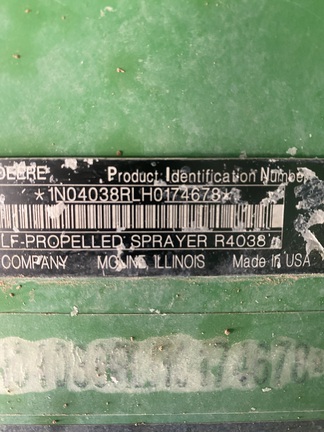 DEERE Product Identification Number
*1N04038RLH0174678*
LF-PROPELLED SPRAYER R4038
COMPANY MOLINE, ILLINOIS Made in USA